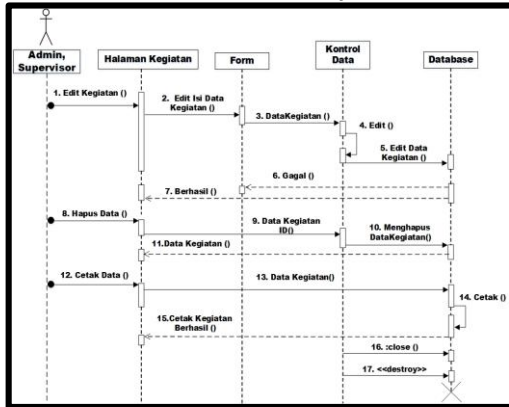 Admin,
Supervisor
Halaman Kegiatan
Form
Kontrol
Data
Database
1. Edit Kegiatan ()
2. Edit Isi Data
Kegiatan ()
3. DataKegiatan ()
4. Edit ()
5. Edit Data
Kegiatan ()
6. Gagal ()
7. Berhasil ()
8. Hapus Data ()
9. Data Kegiatan
ID()
10. Menghapus
DataKegiatan()
11.Data Kegiatan ()
12. Cetak Data ()
13. Data Kegiatan()
14. Cetak ()
15.Cetak Kegiatan
Berhasil ()
16. :close ()
17. <<destroy>>